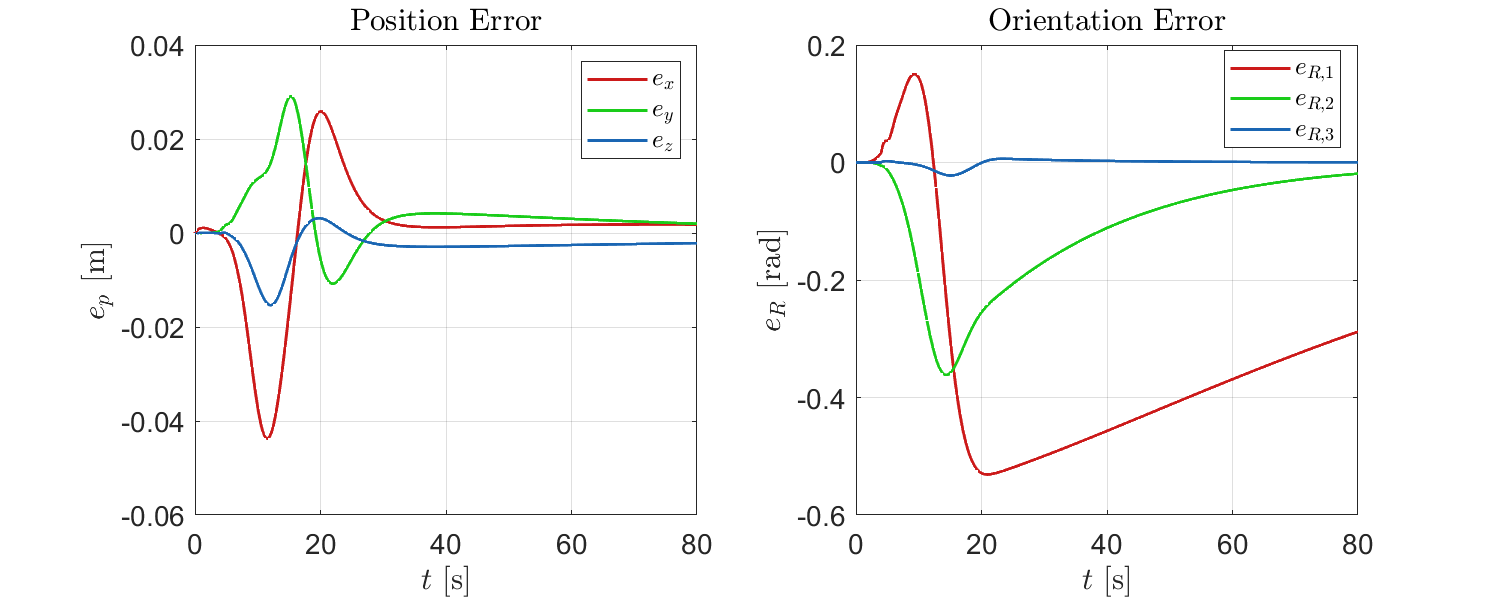 Position Error
0.04
0.02
0
-0.02
-0.04
-0.06
e_p [m]
0 20 40 60 80
t [s]
e_x
e_y
e_z
Orientation Error
0.2
0
-0.2
-0.4
-0.6
e_R [rad]
0 20 40 60 80
t [s]
e_{R,1}
e_{R,2}
e_{R,3}